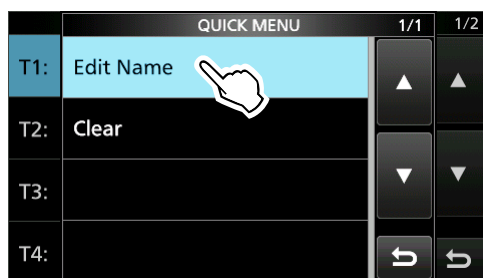 QUICK MENU 1/1 1/2
T1: Edit Name
T2: Clear
T3:
T4: